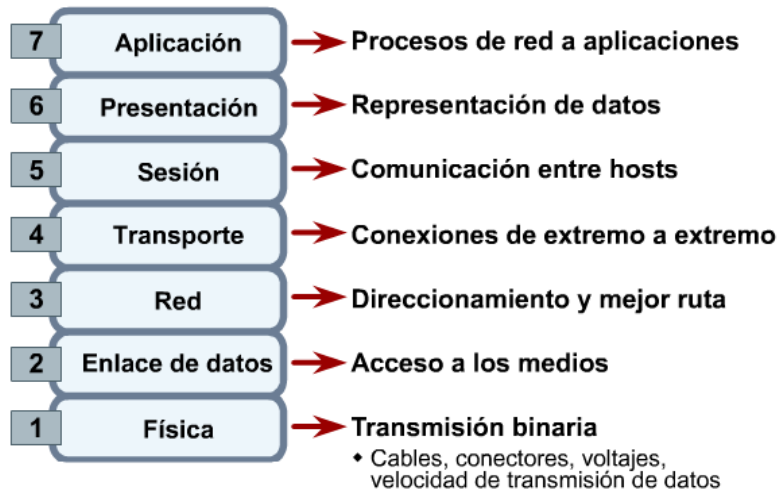 7 Aplicación Procesos de red a aplicaciones
6 Presentación Representación de datos
5 Sesión Comunicación entre hosts
4 Transporte Conexiones de extremo a extremo
3 Red Direccionamiento y mejor ruta
2 Enlace de datos Acceso a los medios
1 Física Transmisión binaria
Cables, conectores, voltajes,
velocidad de transmisión de datos